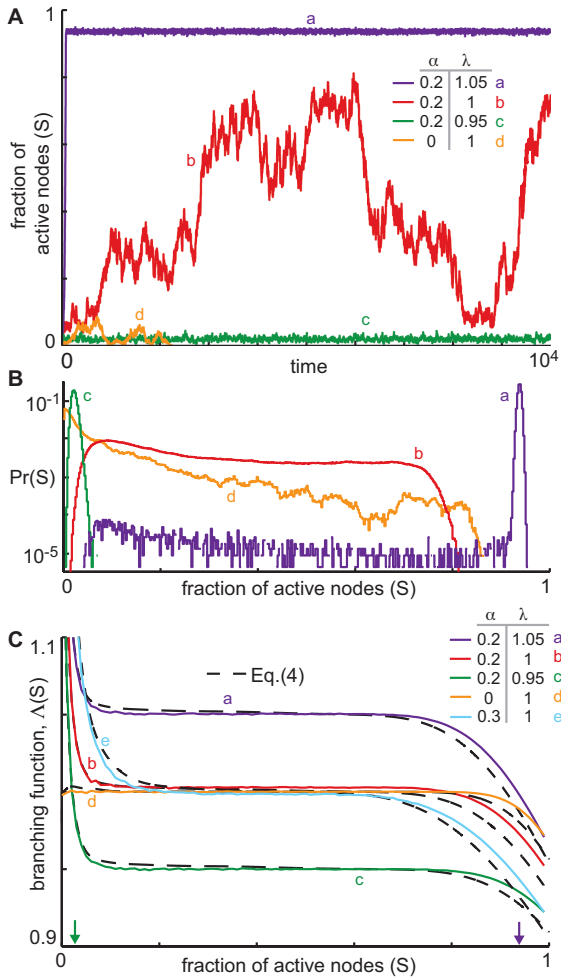 A
1
a
α λ
0.2 1.05 a
0.2 1 b
0.2 0.95 c
0 1 d
fraction of
active nodes (S)
b
d
c
0
0
time
10⁴
B
10⁻¹
c
a
b
Pr(S)
d
10⁻⁵
0
fraction of active nodes (S)
1
C
1.1
α λ
0.2 1.05 a
0.2 1 b
0.2 0.95 c
0 1 d
0.3 1 e
Eq.(4)
a
e
b
d
c
branching function, Λ(S)
0.9
0
fraction of active nodes (S)
1